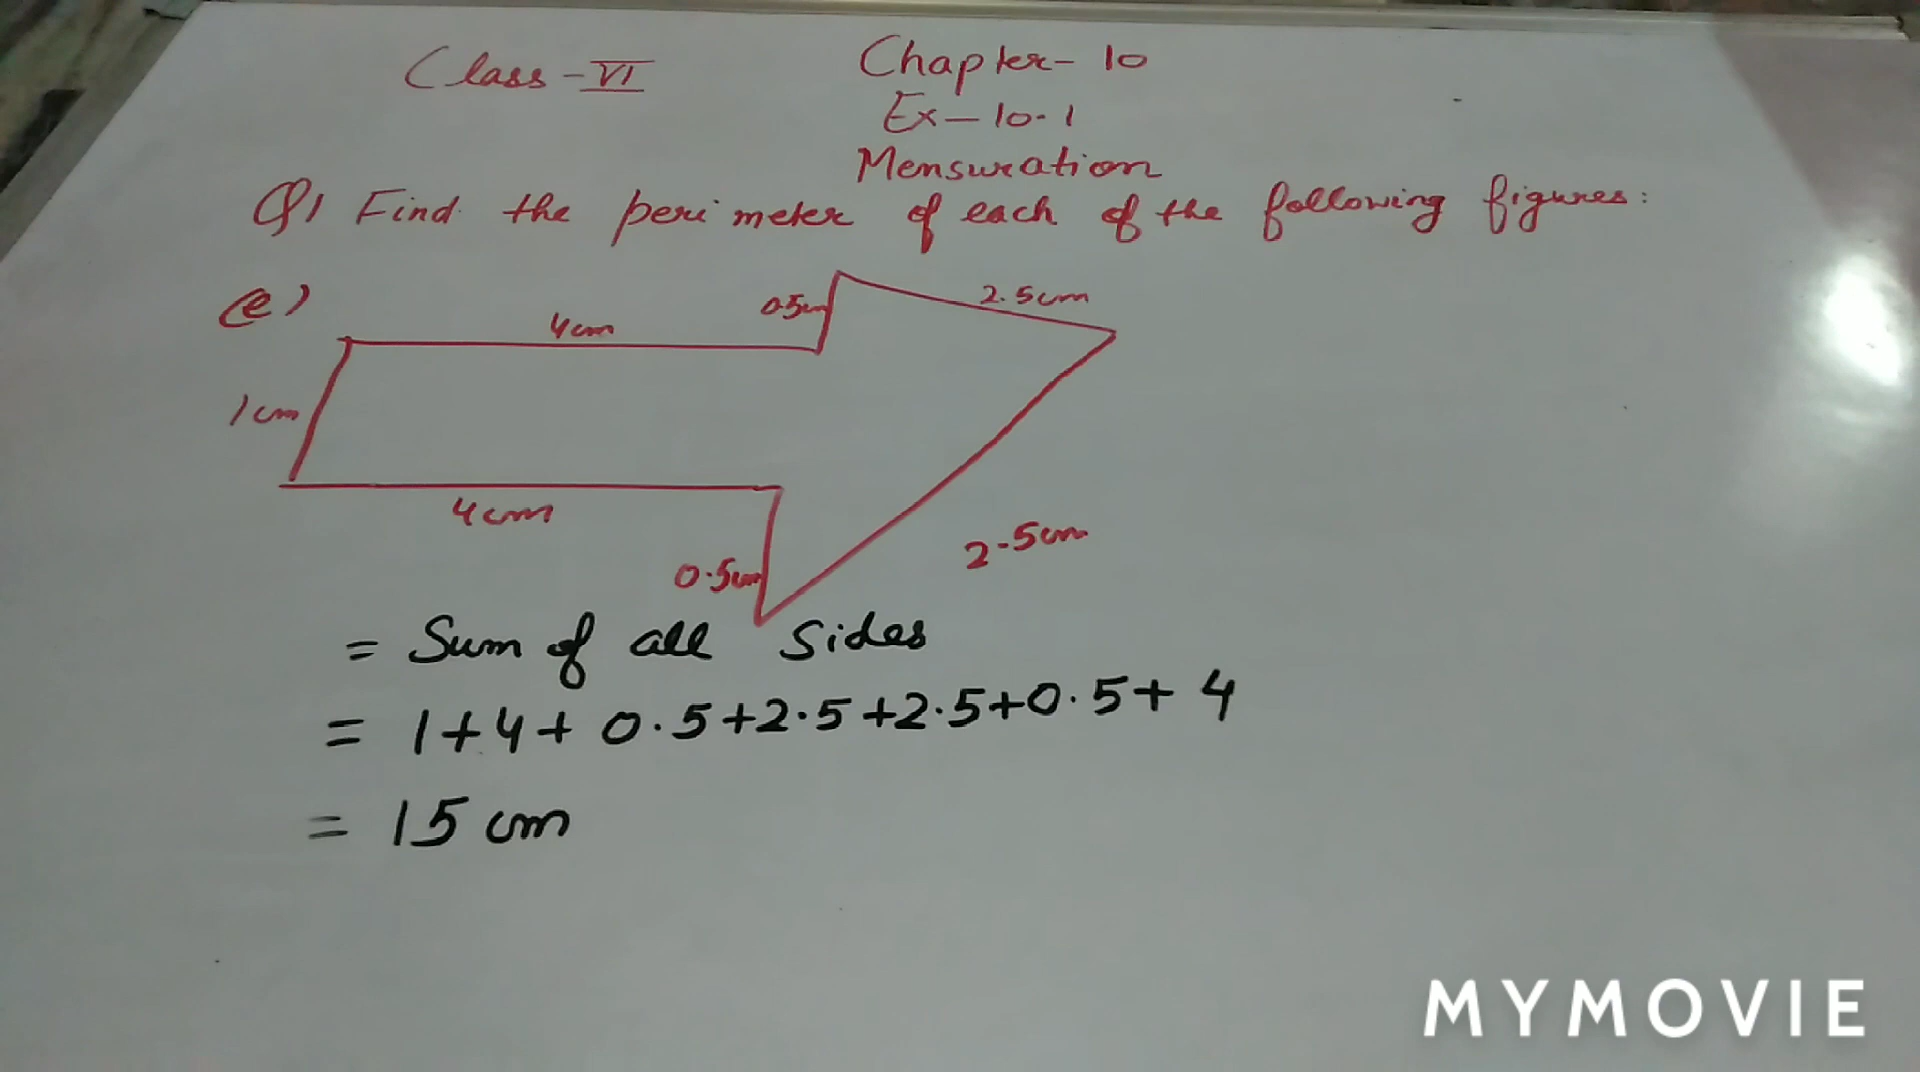 Class-VI
Chapter-10
Ex-10.1
Mensuration
Q1 Find the perimeter of each of the following figures:
(e)
4cm
0.5cm
2.5cm
1cm
4cm
0.5cm
2.5cm
= Sum of all sides
= 1+4+0.5+2.5+2.5+0.5+4
= 15cm
MYMOVIE